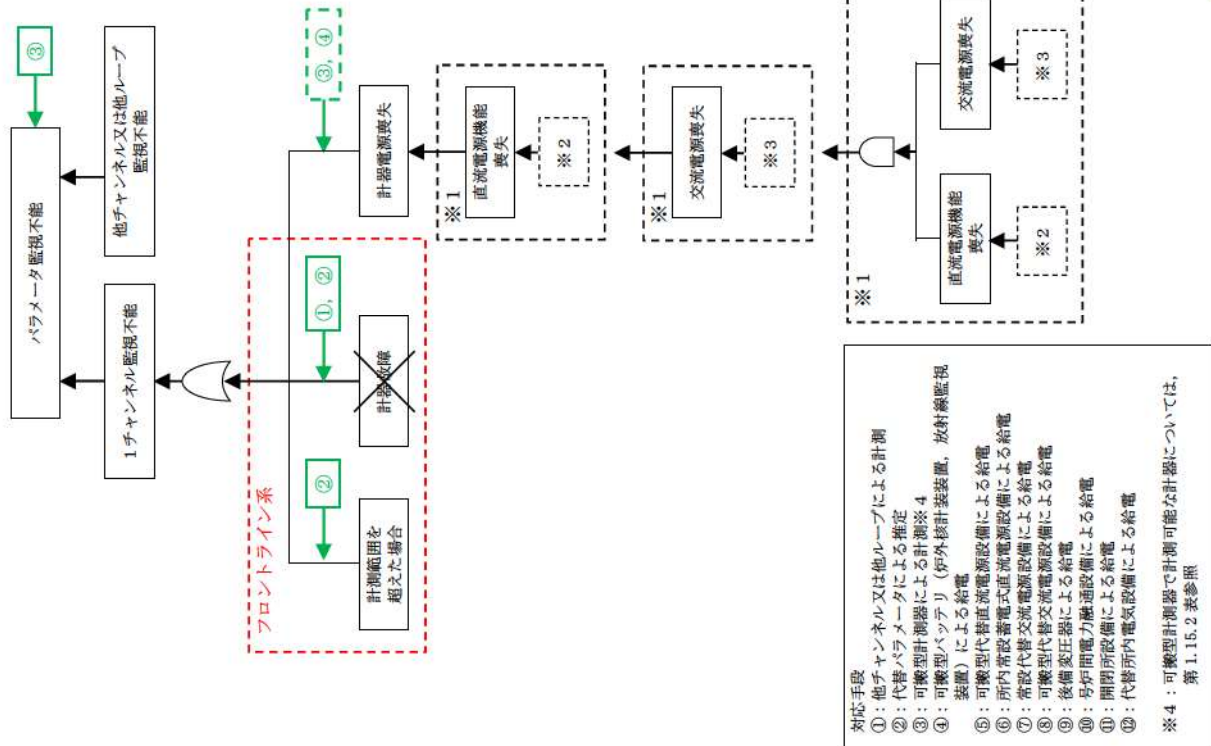 ③
パラメータ監視不能
1チャンネル監視不能
他チャンネル又は他ループ
監視不能
フロントライン系
②
①，②
③，④
計測範囲を
超えた場合
計器故障
計器電源喪失
※1
直流電源機能
喪失
※2
※1
交流電源喪失
※3
※1
直流電源機能
喪失
※2
交流電源喪失
※3
対応手段
①：他チャンネル又は他ループによる計測
②：代替パラメータによる推定
③：可搬型計測器による計測※4
④：可搬型バッテリ（炉外核計装装置，放射線監視
装置）による給電
⑤：可搬型代替直流電源設備による給電
⑥：所内常設蓄電式直流電源設備による給電
⑦：常設代替交流電源設備による給電
⑧：可搬型代替交流電源設備による給電
⑨：後備変圧器による給電
⑩：号炉間電力融通設備による給電
⑪：開閉所設備による給電
⑫：代替所内電気設備による給電
※4：可搬型計測器で計測可能な計器については，
第1.15.2表参照